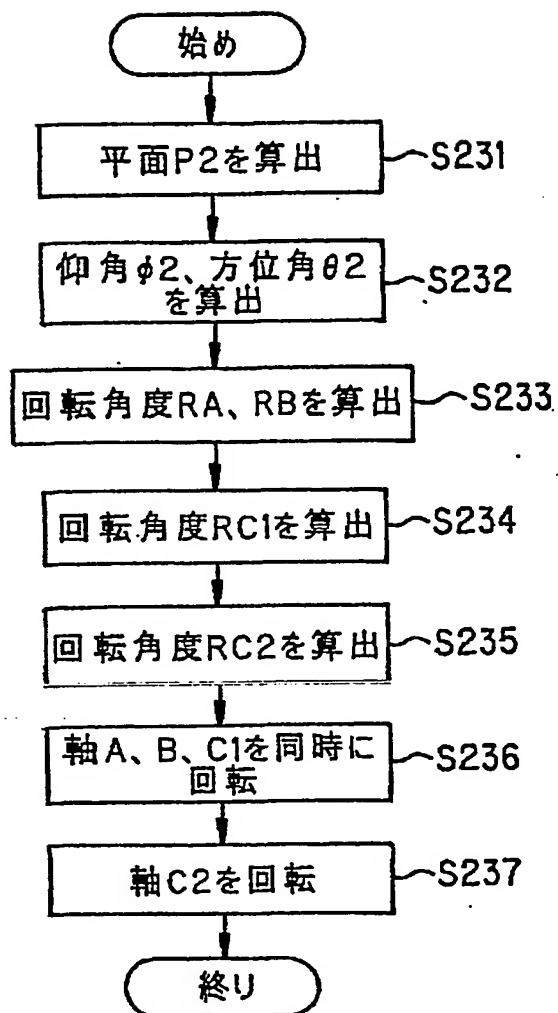 始め
平面P2を算出
S231
仰角φ2、方位角θ2
を算出
S232
回転角度RA、RBを算出
S233
回転角度RC1を算出
S234
回転角度RC2を算出
S235
軸A、B、C1を同時に
回転
S236
軸C2を回転
S237
終り